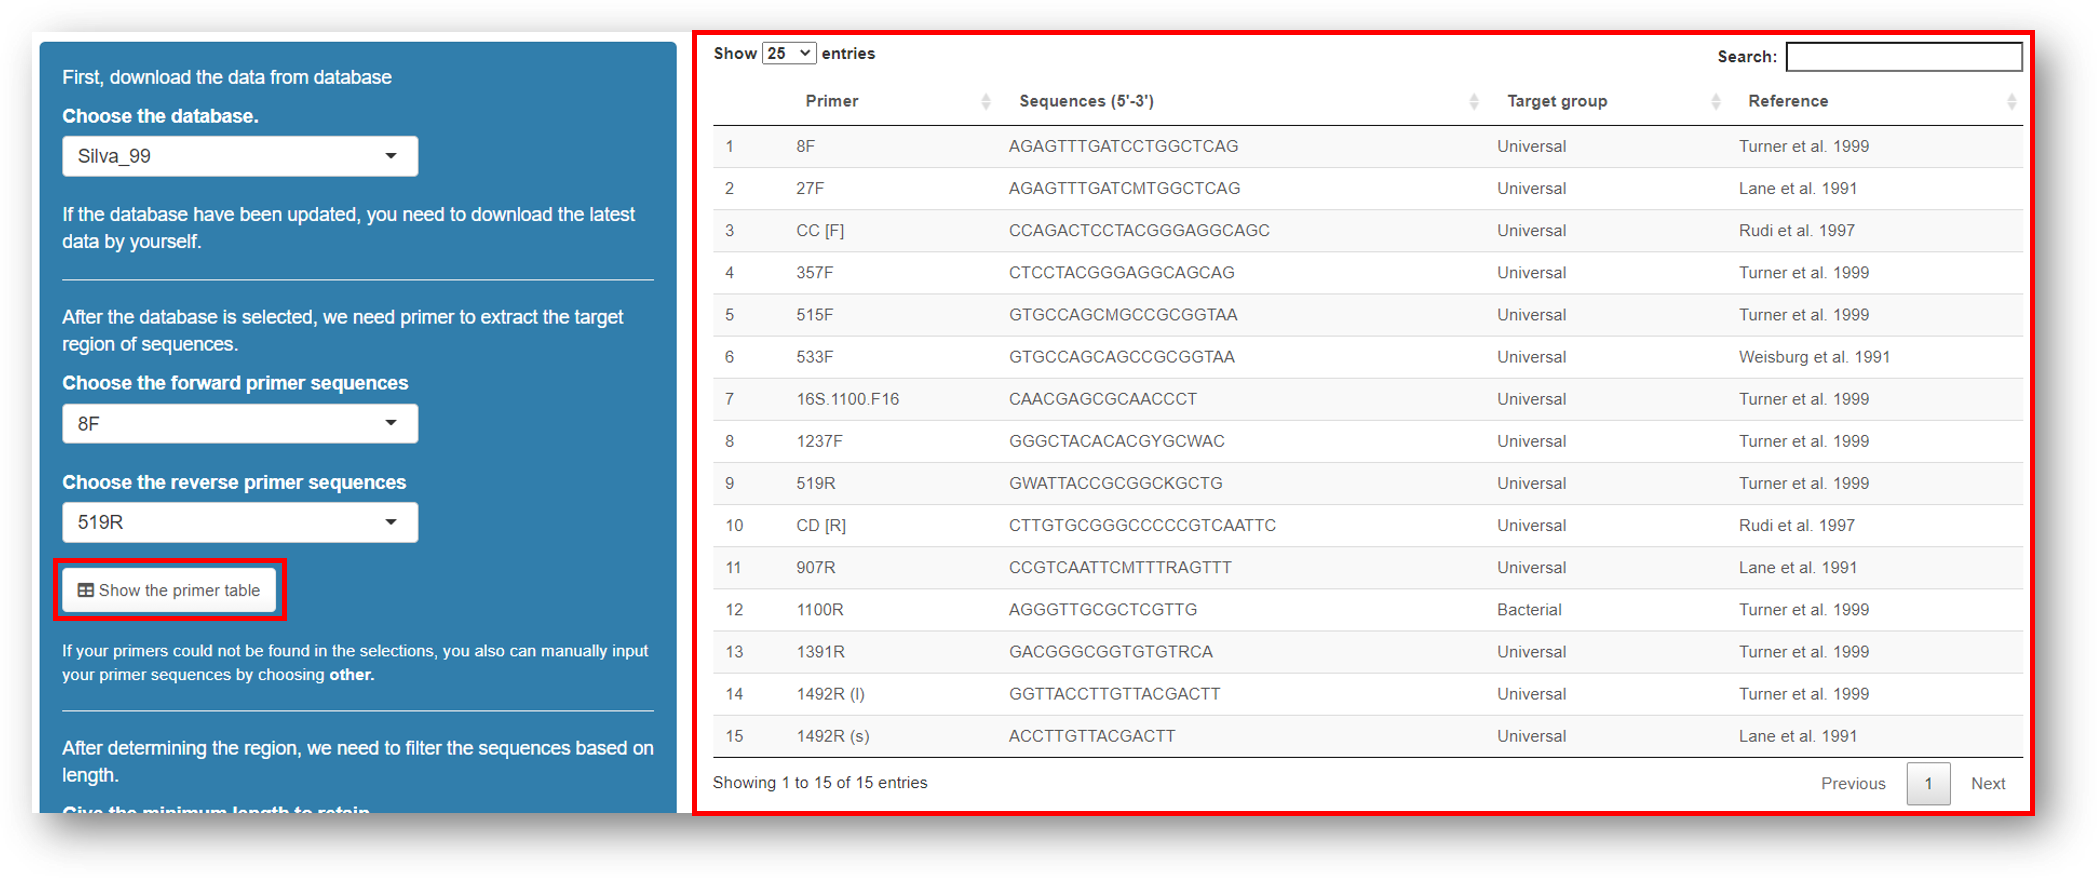 First, download the data from database
Choose the database.
Silva_99
If the database have been updated, you need to download the latest
data by yourself.
After the database is selected, we need primer to extract the target
region of sequences.
Choose the forward primer sequences
8F
Choose the reverse primer sequences
519R
Show the primer table
If your primers could not be found in the selections, you also can manually input
your primer sequences by choosing other.
After determining the region, we need to filter the sequences based on
length.
Give the minimum length to retain
Show 25 entries
Search:
Primer Sequences (5'-3') Target group Reference
1 8F AGAGTTTGATCCTGGCTCAG Universal Turner et al. 1999
2 27F AGAGTTTGATCMTGGCTCAG Universal Lane et al. 1991
3 CC [F] CCAGACTCCTACGGGAGGCAGC Universal Rudi et al. 1997
4 357F CTCCTACGGGAGGCAGCAG Universal Turner et al. 1999
5 515F GTGCCAGCMGCCGCGGTAA Universal Turner et al. 1999
6 533F GTGCCAGCAGCCGCGGTAA Universal Weisburg et al. 1991
7 16S.1100.F16 CAACGAGCGCAACCCT Universal Turner et al. 1999
8 1237F GGGCTACACACGYGCWAC Universal Turner et al. 1999
9 519R GWATTACCGCGGCKGCTG Universal Turner et al. 1999
10 CD [R] CTTGTGCGGGCCCCCGTCAATTC Universal Rudi et al. 1997
11 907R CCGTCAATTCMTTTRAGTTT Universal Lane et al. 1991
12 1100R AGGGTTGCGCTCGTTG Bacterial Turner et al. 1999
13 1391R GACGGGCGGTGTGTRCA Universal Turner et al. 1999
14 1492R (l) GGTTACCTTGTTACGACTT Universal Turner et al. 1999
15 1492R (s) ACCTTGTTACGACTT Universal Lane et al. 1991
Showing 1 to 15 of 15 entries
Previous 1 Next